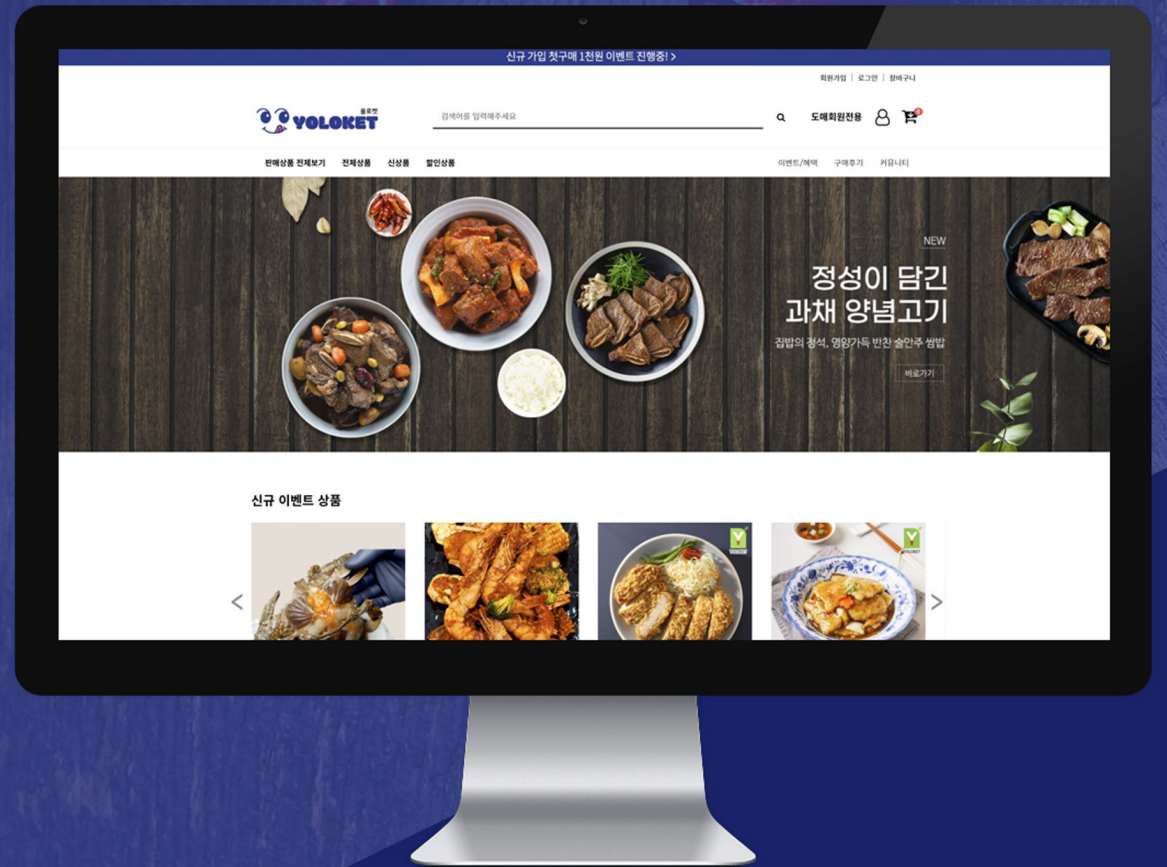 신규 가입 첫구매 1천원 이벤트 진행중! >
회원가입 | 로그인 | 장바구니
욜로켓
YOLOKET
검색어를 입력해주세요
도매회원전용
0
판매상품 전체보기 전체상품 신상품 할인상품
이벤트/혜택 구매후기 커뮤니티
NEW
정성이 담긴
과채 양념고기
집밥의 정석, 영양가득 반찬 술안주 쌈밥
바로가기
신규 이벤트 상품
YOLOKET
YOLOKET